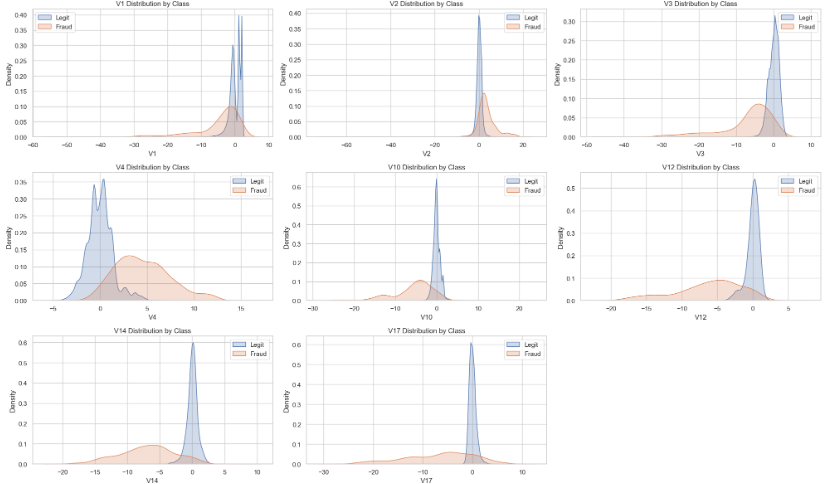 V1 Distribution by Class
Legit
Fraud
Density
0.40
0.35
0.30
0.25
0.20
0.15
0.10
0.05
0.00
−60 −50 −40 −30 −20 −10 0 10
V1
V2 Distribution by Class
Legit
Fraud
Density
0.40
0.35
0.30
0.25
0.20
0.15
0.10
0.05
0.00
−60 −40 −20 0 20
V2
V3 Distribution by Class
Legit
Fraud
Density
0.30
0.25
0.20
0.15
0.10
0.05
0.00
−50 −40 −30 −20 −10 0 10
V3
V4 Distribution by Class
Legit
Fraud
Density
0.35
0.30
0.25
0.20
0.15
0.10
0.05
0.00
−5 0 5 10 15
V4
V10 Distribution by Class
Legit
Fraud
Density
0.6
0.5
0.4
0.3
0.2
0.1
0.0
−30 −20 −10 0 10 20
V10
V12 Distribution by Class
Legit
Fraud
Density
0.5
0.4
0.3
0.2
0.1
0.0
−20 −15 −10 −5 0 5
V12
V14 Distribution by Class
Legit
Fraud
Density
0.6
0.5
0.4
0.3
0.2
0.1
0.0
−20 −15 −10 −5 0 5 10
V14
V17 Distribution by Class
Legit
Fraud
Density
0.6
0.5
0.4
0.3
0.2
0.1
0.0
−30 −20 −10 0 10
V17